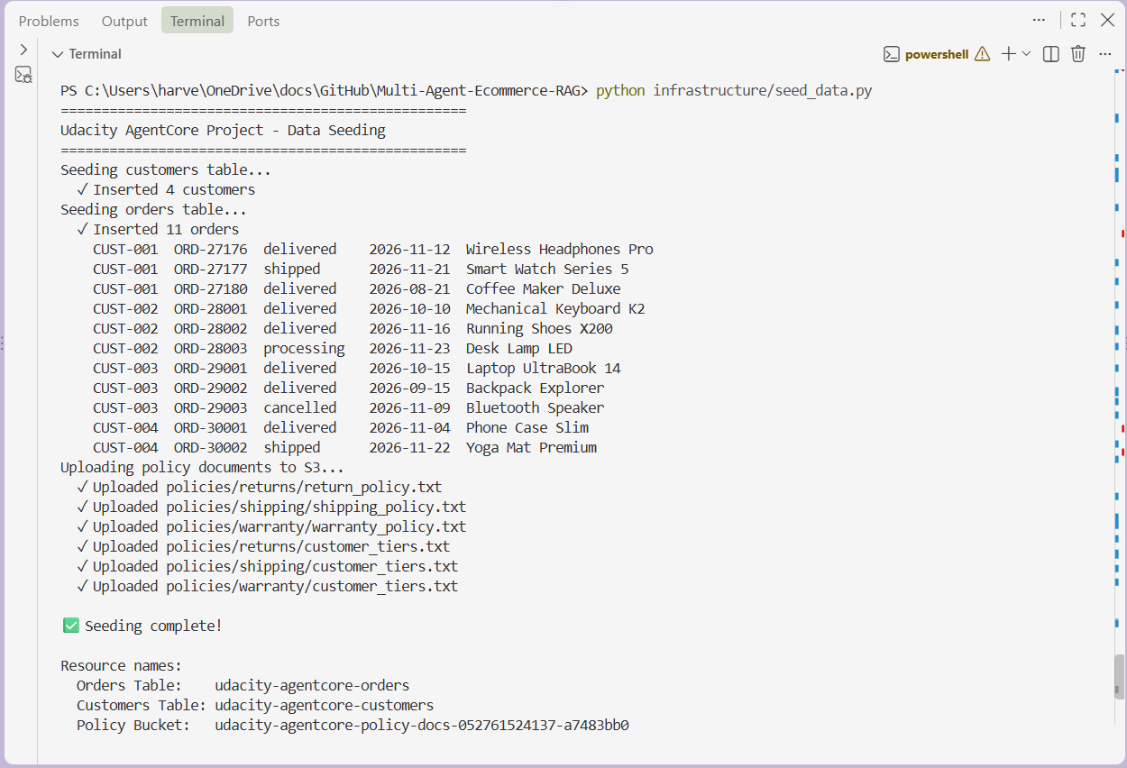 Problems Output Terminal Ports
Terminal
powershell
PS C:\Users\harve\OneDrive\docs\GitHub\Multi-Agent-Ecommerce-RAG> python infrastructure/seed_data.py
==================================================
Udacity AgentCore Project - Data Seeding
==================================================
Seeding customers table...
✓ Inserted 4 customers
Seeding orders table...
✓ Inserted 11 orders
CUST-001 ORD-27176 delivered 2026-11-12 Wireless Headphones Pro
CUST-001 ORD-27177 shipped 2026-11-21 Smart Watch Series 5
CUST-001 ORD-27180 delivered 2026-08-21 Coffee Maker Deluxe
CUST-002 ORD-28001 delivered 2026-10-10 Mechanical Keyboard K2
CUST-002 ORD-28002 delivered 2026-11-16 Running Shoes X200
CUST-002 ORD-28003 processing 2026-11-23 Desk Lamp LED
CUST-003 ORD-29001 delivered 2026-10-15 Laptop UltraBook 14
CUST-003 ORD-29002 delivered 2026-09-15 Backpack Explorer
CUST-003 ORD-29003 cancelled 2026-11-09 Bluetooth Speaker
CUST-004 ORD-30001 delivered 2026-11-04 Phone Case Slim
CUST-004 ORD-30002 shipped 2026-11-22 Yoga Mat Premium
Uploading policy documents to S3...
✓ Uploaded policies/returns/return_policy.txt
✓ Uploaded policies/shipping/shipping_policy.txt
✓ Uploaded policies/warranty/warranty_policy.txt
✓ Uploaded policies/returns/customer_tiers.txt
✓ Uploaded policies/shipping/customer_tiers.txt
✓ Uploaded policies/warranty/customer_tiers.txt
✅ Seeding complete!
Resource names:
Orders Table: udacity-agentcore-orders
Customers Table: udacity-agentcore-customers
Policy Bucket: udacity-agentcore-policy-docs-052761524137-a7483bb0